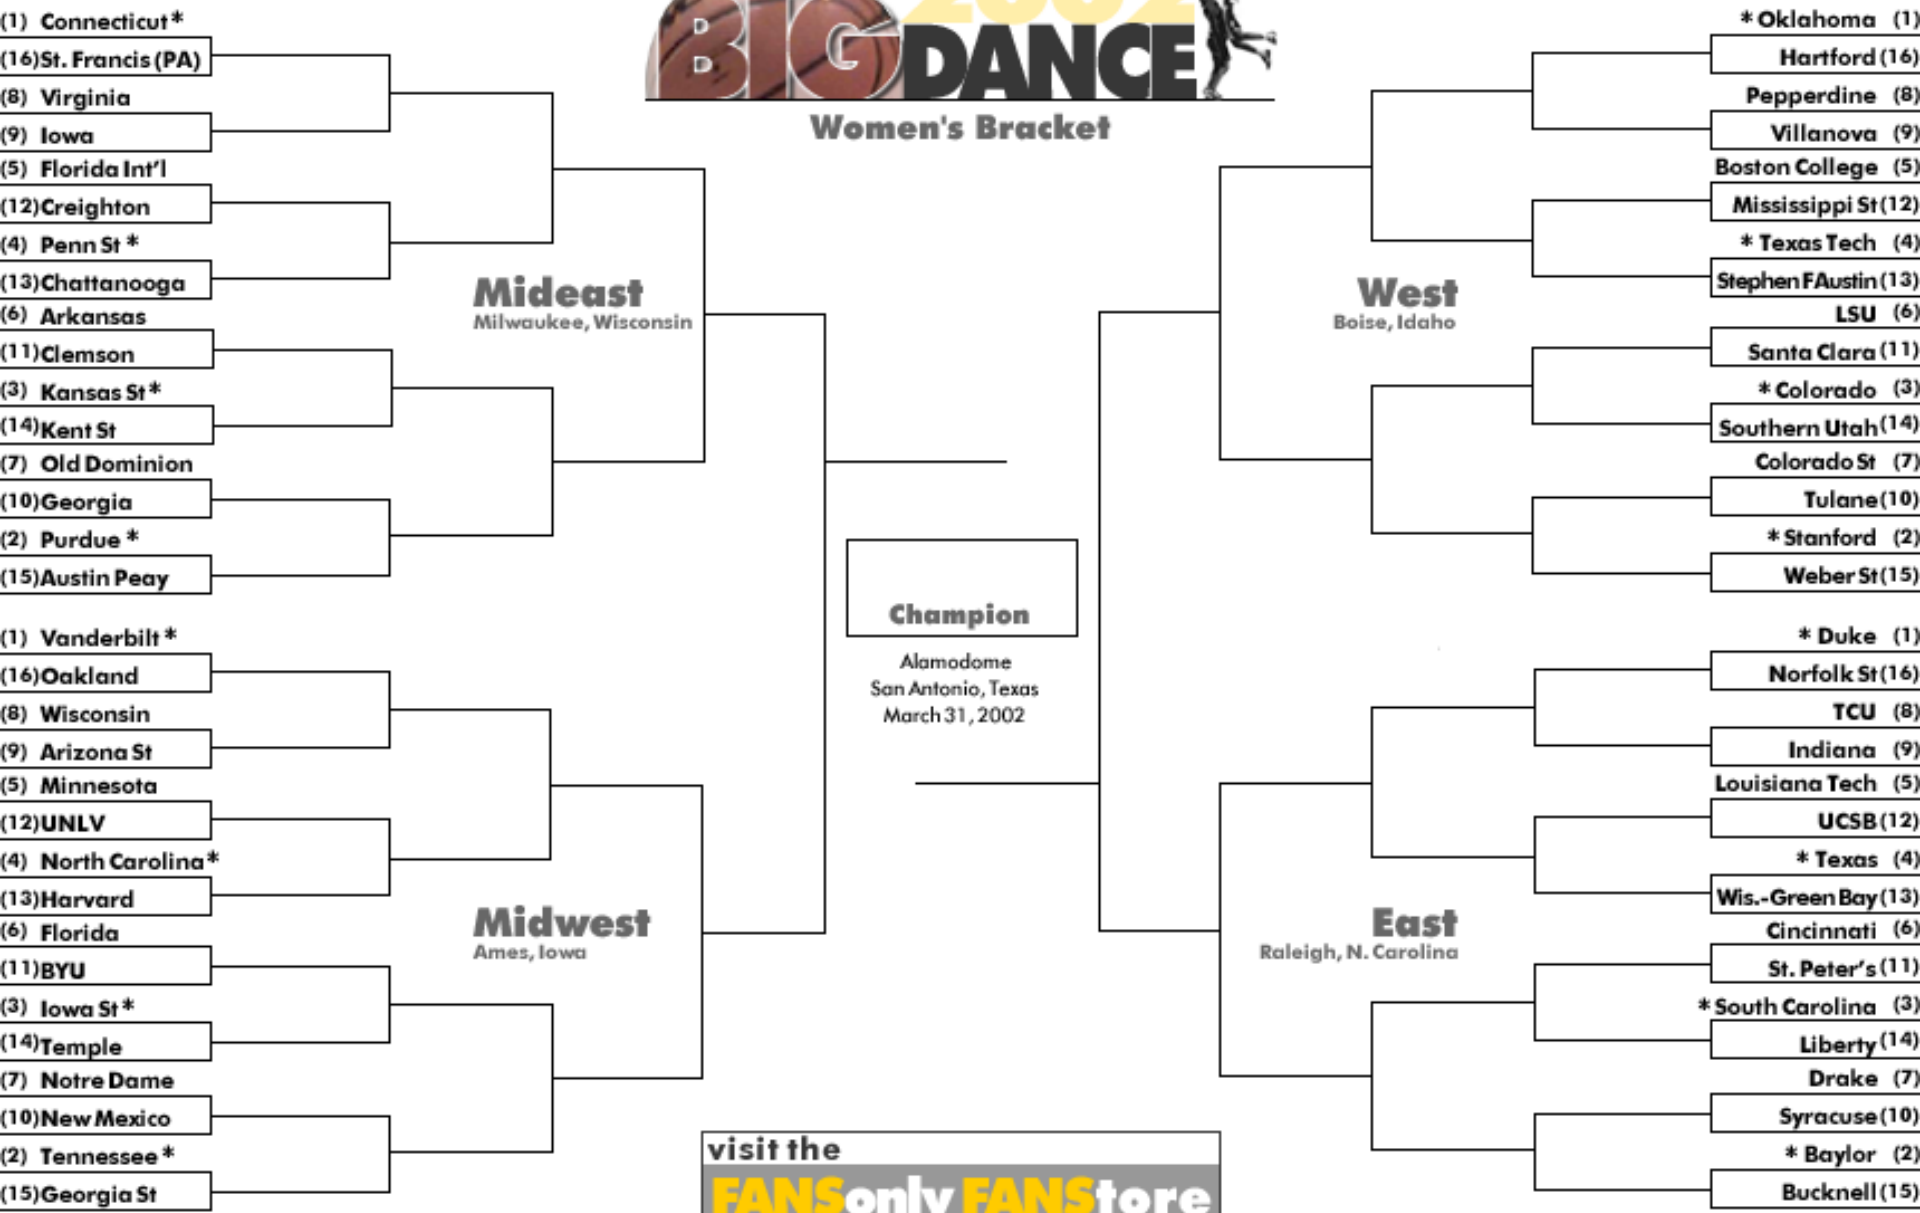 2002
BIG DANCE
Women's Bracket
(1) Connecticut*
(16)St. Francis (PA)
(8) Virginia
(9) Iowa
(5) Florida Int'l
(12)Creighton
(4) Penn St *
(13)Chattanooga
(6) Arkansas
(11)Clemson
(3) Kansas St*
(14)Kent St
(7) Old Dominion
(10)Georgia
(2) Purdue *
(15)Austin Peay
Mideast
Milwaukee, Wisconsin
(1) Vanderbilt *
(16)Oakland
(8) Wisconsin
(9) Arizona St
(5) Minnesota
(12)UNLV
(4) North Carolina*
(13)Harvard
(6) Florida
(11)BYU
(3) Iowa St*
(14)Temple
(7) Notre Dame
(10)New Mexico
(2) Tennessee *
(15)Georgia St
Midwest
Ames, Iowa
Champion
Alamodome
San Antonio, Texas
March 31, 2002
* Oklahoma (1)
Hartford (16)
Pepperdine (8)
Villanova (9)
Boston College (5)
Mississippi St(12)
* Texas Tech (4)
Stephen FAustin (13)
LSU (6)
Santa Clara (11)
* Colorado (3)
Southern Utah(14)
Colorado St (7)
Tulane(10)
* Stanford (2)
Weber St(15)
West
Boise, Idaho
* Duke (1)
Norfolk St(16)
TCU (8)
Indiana (9)
Louisiana Tech (5)
UCSB(12)
* Texas (4)
Wis.-Green Bay(13)
Cincinnati (6)
St. Peter's (11)
* South Carolina (3)
Liberty(14)
Drake (7)
Syracuse(10)
* Baylor (2)
Bucknell(15)
East
Raleigh, N. Carolina
visit the
FANSonly FANStore